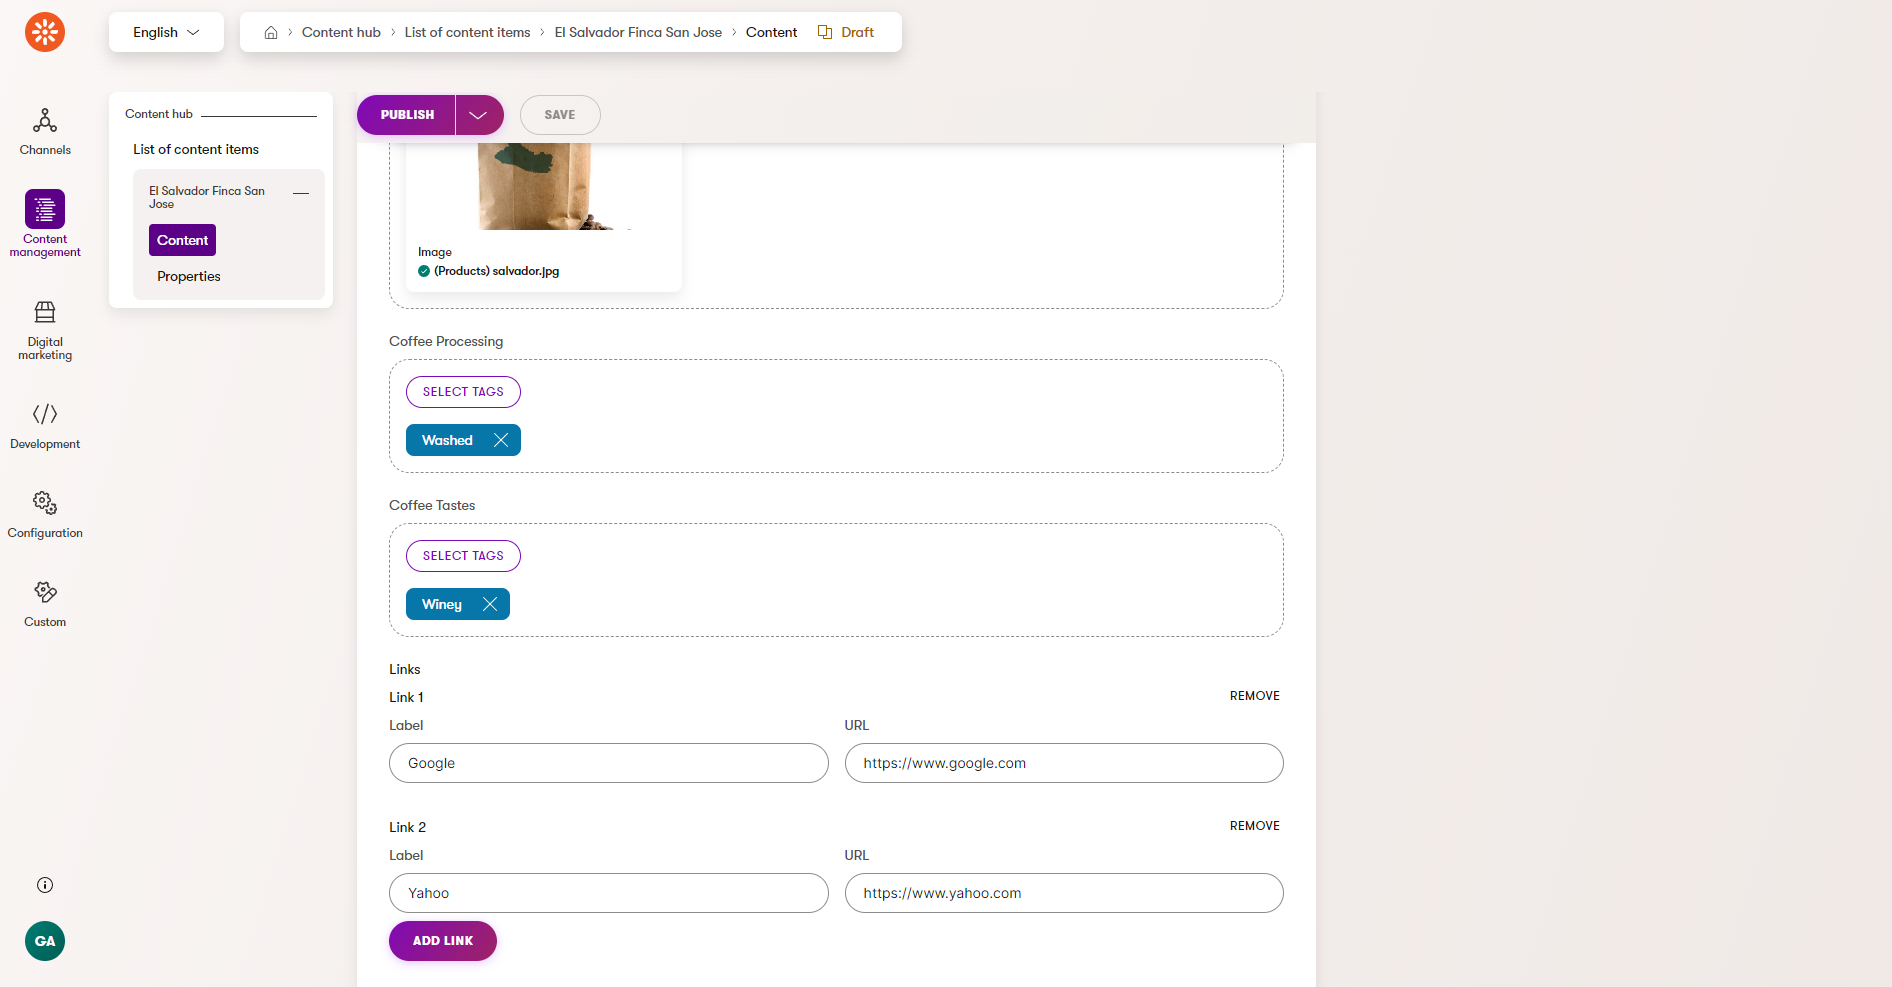 English
Content hub
List of content items
El Salvador Finca San Jose
Content
Draft
Channels
Content
management
Digital
marketing
Development
Configuration
Custom
GA
Content hub
List of content items
El Salvador Finca San
Jose
Content
Properties
PUBLISH
SAVE
Image
(Products) salvador.jpg
Coffee Processing
SELECT TAGS
Washed
Coffee Tastes
SELECT TAGS
Winey
Links
Link 1
REMOVE
Label
URL
Google
https://www.google.com
Link 2
REMOVE
Label
URL
Yahoo
https://www.yahoo.com
ADD LINK